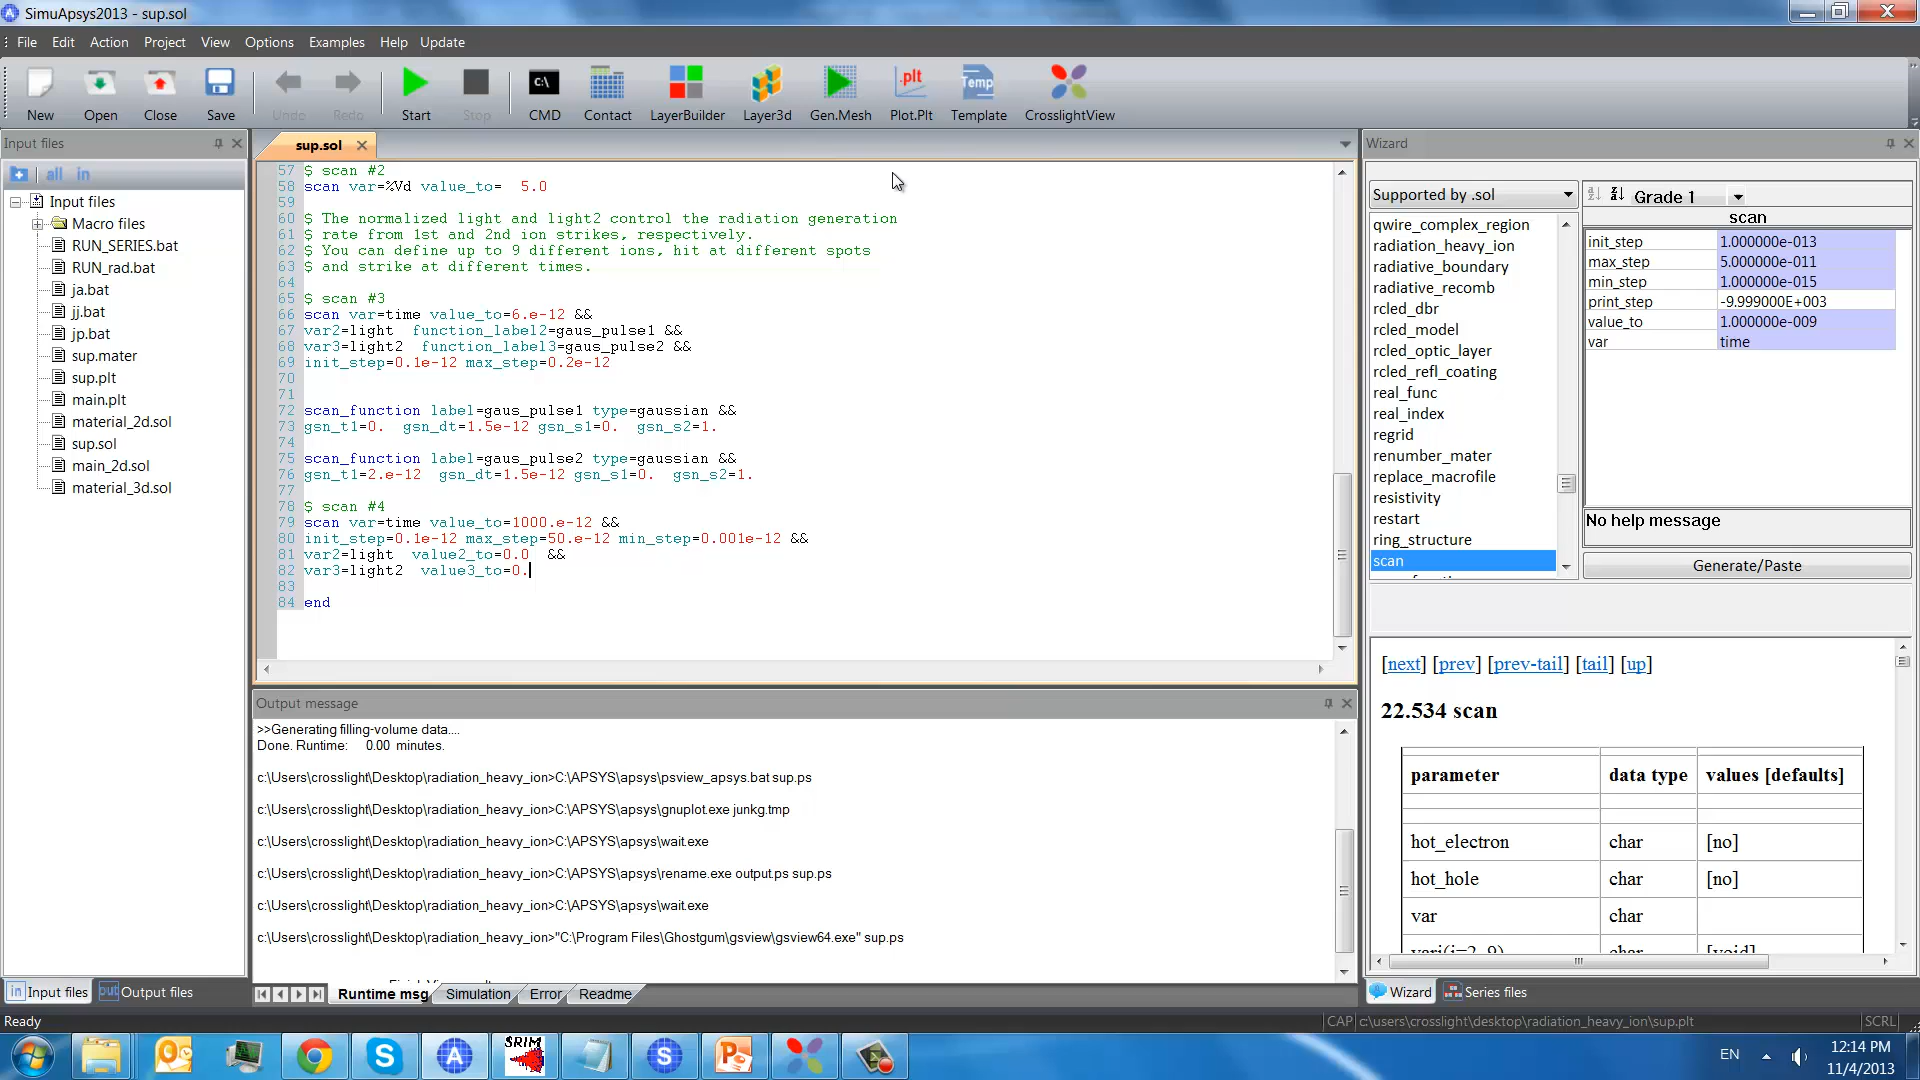 SimuApsys2013 - sup.sol
File Edit Action Project View Options Examples Help Update
New Open Close Save Undo Redo Start Stop CMD Contact LayerBuilder Layer3d Gen.Mesh Plot.Plt Template CrosslightView
C:\
.plt
Temp
Input files
all in
Input files
Macro files
RUN_SERIES.bat
RUN_rad.bat
ja.bat
jj.bat
jp.bat
sup.mater
sup.plt
main.plt
material_2d.sol
sup.sol
main_2d.sol
material_3d.sol
in Input files
out Output files
sup.sol
57 $ scan #2
58 scan var=%Vd value_to=  5.0
59
60 $ The normalized light and light2 control the radiation generation
61 $ rate from 1st and 2nd ion strikes, respectively.
62 $ You can define up to 9 different ions, hit at different spots
63 $ and strike at different times.
64
65 $ scan #3
66 scan var=time value_to=6.e-12 &&
67 var2=light  function_label2=gaus_pulse1 &&
68 var3=light2  function_label3=gaus_pulse2 &&
69 init_step=0.1e-12 max_step=0.2e-12
70
71
72 scan_function label=gaus_pulse1 type=gaussian &&
73 gsn_t1=0.  gsn_dt=1.5e-12 gsn_s1=0.  gsn_s2=1.
74
75 scan_function label=gaus_pulse2 type=gaussian &&
76 gsn_t1=2.e-12  gsn_dt=1.5e-12 gsn_s1=0.  gsn_s2=1.
77
78 $ scan #4
79 scan var=time value_to=1000.e-12 &&
80 init_step=0.1e-12 max_step=50.e-12 min_step=0.001e-12 &&
81 var2=light  value2_to=0.0  &&
82 var3=light2  value3_to=0.
83
84 end
Output message
>>Generating filling-volume data....
Done. Runtime:    0.00  minutes.
c:\Users\crosslight\Desktop\radiation_heavy_ion>C:\APSYS\apsys\psview_apsys.bat sup.ps
c:\Users\crosslight\Desktop\radiation_heavy_ion>C:\APSYS\apsys\gnuplot.exe junkg.tmp
c:\Users\crosslight\Desktop\radiation_heavy_ion>C:\APSYS\apsys\wait.exe
c:\Users\crosslight\Desktop\radiation_heavy_ion>C:\APSYS\apsys\rename.exe output.ps sup.ps
c:\Users\crosslight\Desktop\radiation_heavy_ion>C:\APSYS\apsys\wait.exe
c:\Users\crosslight\Desktop\radiation_heavy_ion>"C:\Program Files\Ghostgum\gsview\gsview64.exe" sup.ps
Runtime msg Simulation Error Readme
Wizard
Supported by .sol
qwire_complex_region
radiation_heavy_ion
radiative_boundary
radiative_recomb
rcled_dbr
rcled_model
rcled_optic_layer
rcled_refl_coating
real_func
real_index
regrid
renumber_mater
replace_macrofile
resistivity
restart
ring_structure
scan
Grade 1
scan
init_step 1.000000e-013
max_step 5.000000e-011
min_step 1.000000e-015
print_step -9.999000E+003
value_to 1.000000e-009
var time
No help message
Generate/Paste
[next] [prev] [prev-tail] [tail] [up]
22.534 scan
parameter data type values [defaults]
hot_electron char [no]
hot_hole char [no]
var char
vari(i=2..9) char [void]
Wizard Series files
Ready
CAP c:\users\crosslight\desktop\radiation_heavy_ion\sup.plt SCRL
SRIM
EN
12:14 PM
11/4/2013